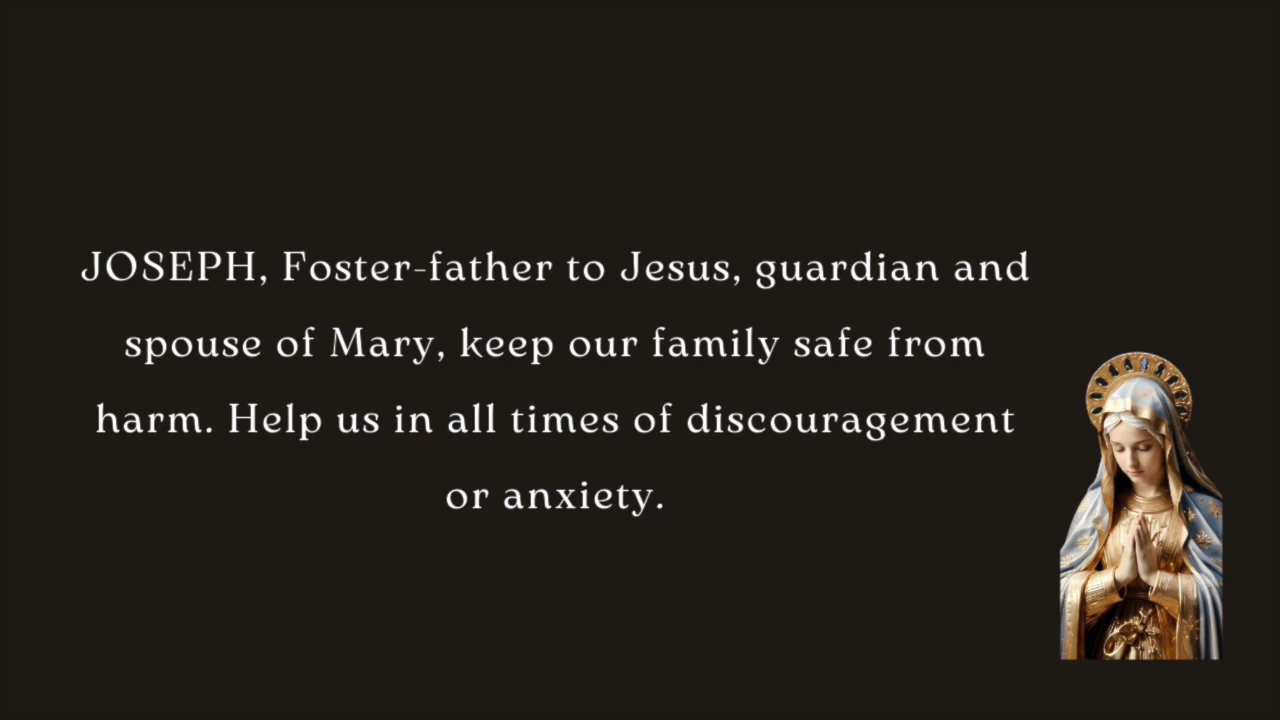 JOSEPH, Foster-father to Jesus, guardian and
spouse of Mary, keep our family safe from
harm. Help us in all times of discouragement
or anxiety.